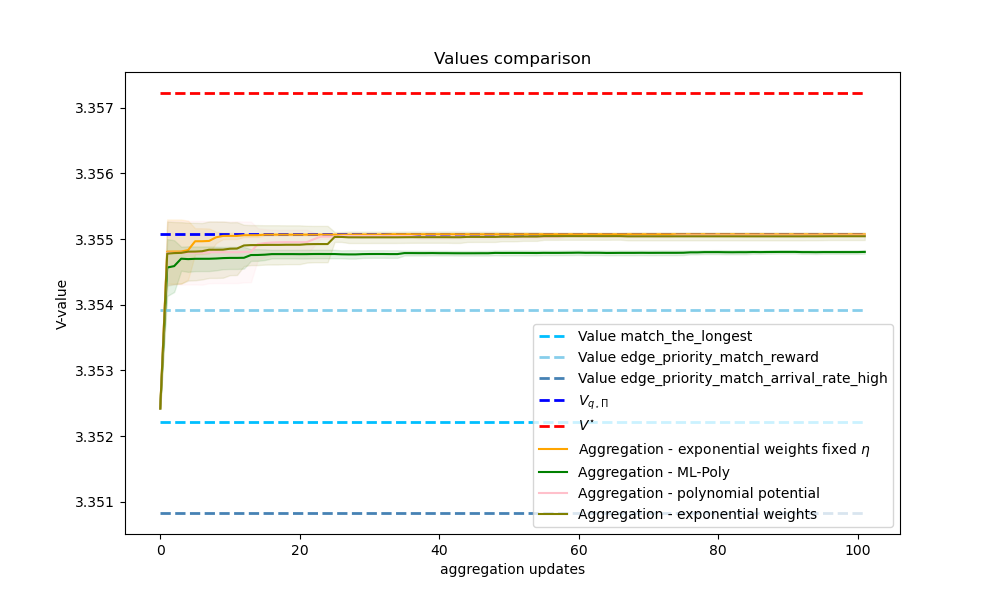 Values comparison
V-value
3.357
3.356
3.355
3.354
3.353
3.352
3.351
Value match_the_longest
Value edge_priority_match_reward
Value edge_priority_match_arrival_rate_high
$V_{q,\Pi}$
$V^{\star}$
Aggregation - exponential weights fixed η
Aggregation - ML-Poly
Aggregation - polynomial potential
Aggregation - exponential weights
0 20 40 60 80 100
aggregation updates